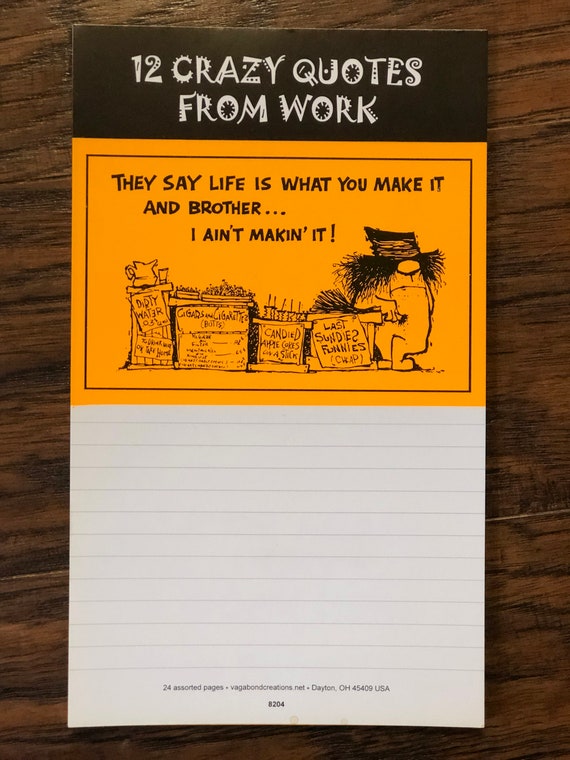 12 CRAZY QUOTES
FROM WORK
THEY SAY LIFE IS WHAT YOU MAKE IT
AND BROTHER...
I AIN'T MAKIN' IT!
DIRTY
WATER
CIGARS AND CIGARETTES
(BUTTS)
CANDIED
APPLE CORES
ON A STICK
LAST
SUNDIES
FUNNIES
(CHEAP)
24 assorted pages • vagabondcreations.net • Dayton, OH 45409 USA
8204